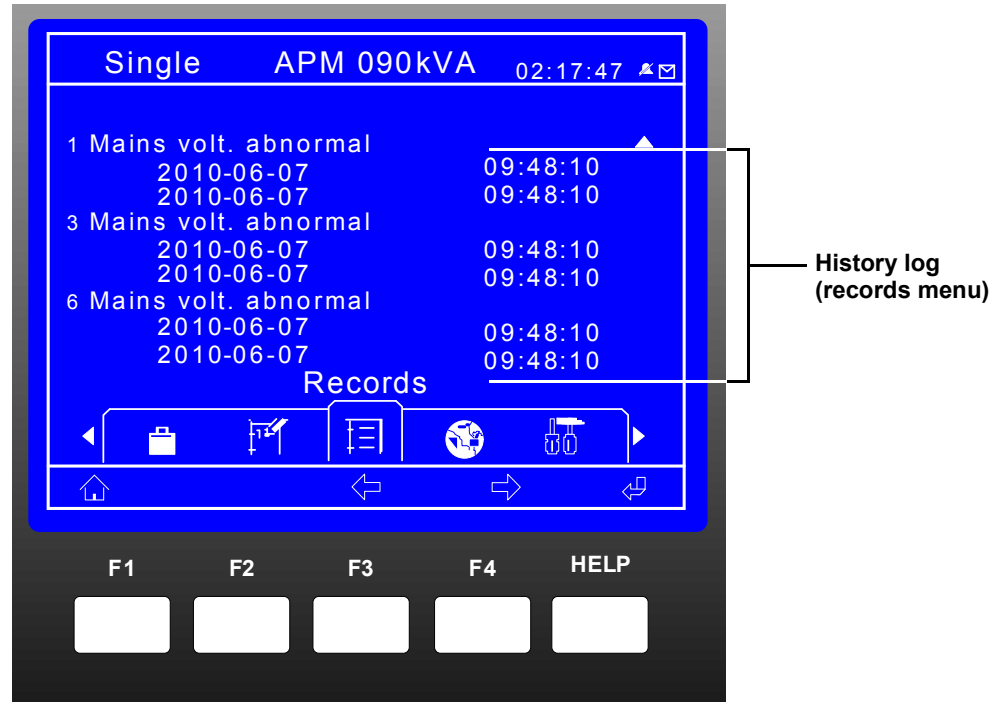 Single APM 090kVA 02:17:47
1 Mains volt. abnormal
2010-06-07 09:48:10
2010-06-07 09:48:10
3 Mains volt. abnormal
2010-06-07 09:48:10
2010-06-07 09:48:10
6 Mains volt. abnormal
2010-06-07 09:48:10
2010-06-07 09:48:10
Records
F1 F2 F3 F4 HELP
History log
(records menu)